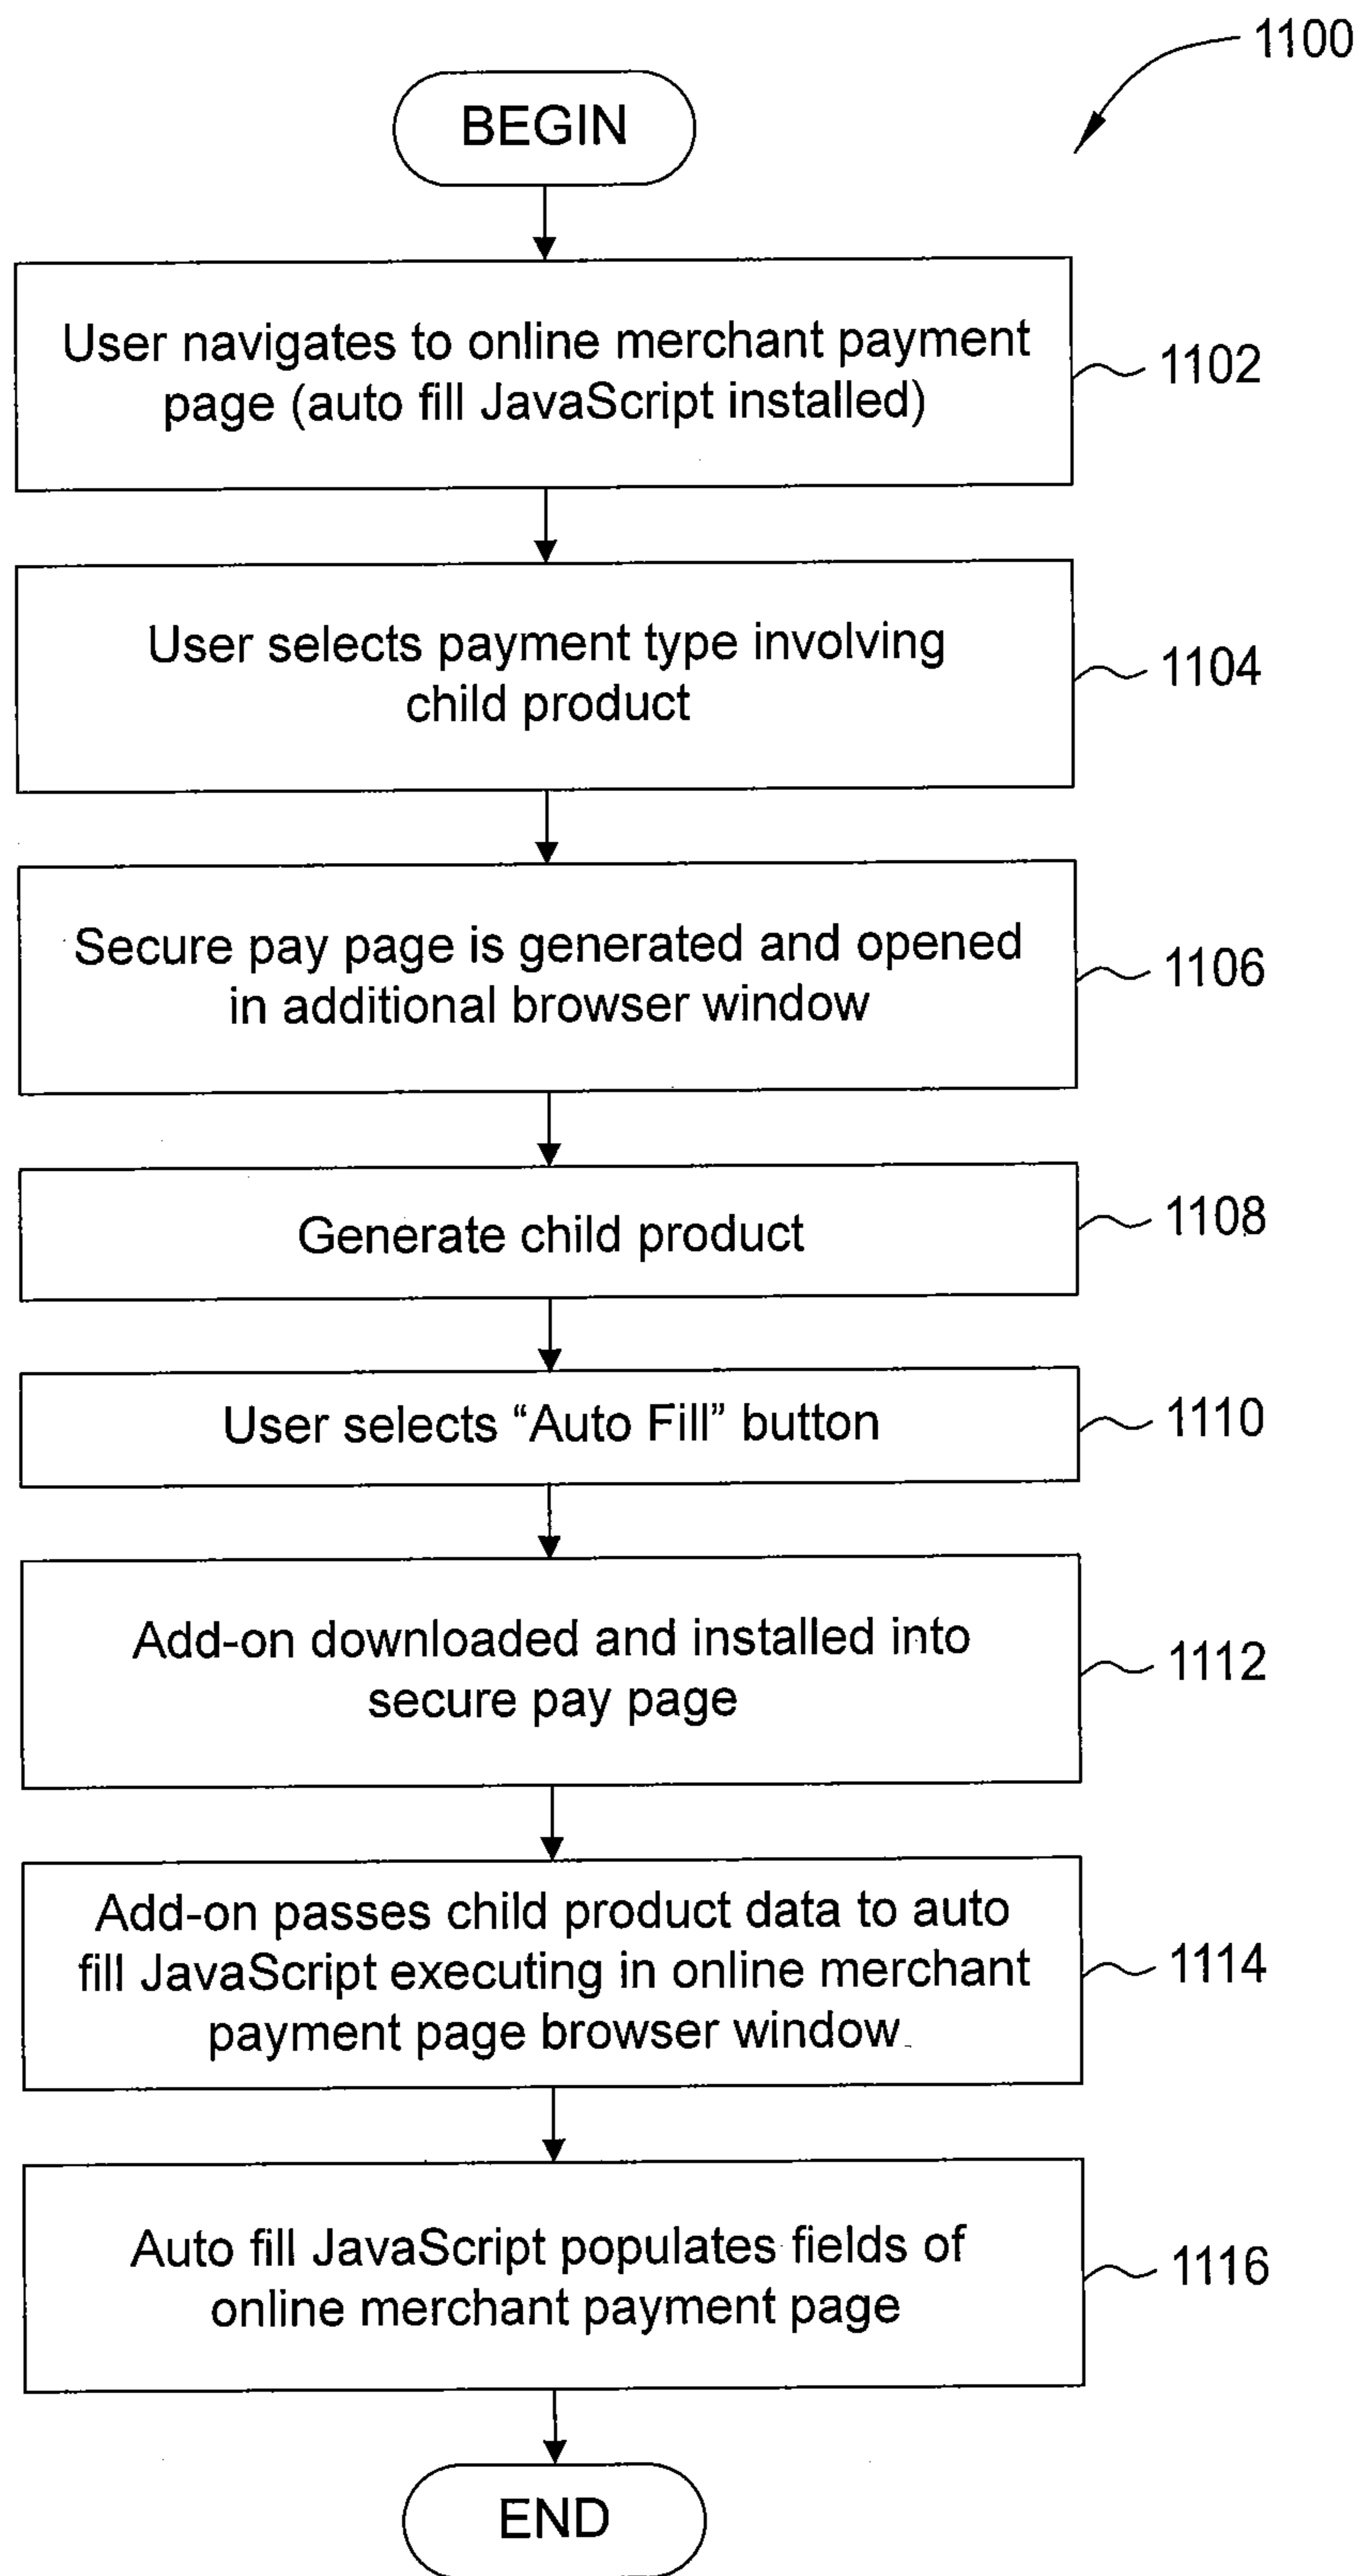 1100
BEGIN
User navigates to online merchant payment
page (auto fill JavaScript installed)
1102
User selects payment type involving
child product
1104
Secure pay page is generated and opened
in additional browser window
1106
Generate child product
1108
User selects “Auto Fill” button
1110
Add-on downloaded and installed into
secure pay page
1112
Add-on passes child product data to auto
fill JavaScript executing in online merchant
payment page browser window
1114
Auto fill JavaScript populates fields of
online merchant payment page
1116
END